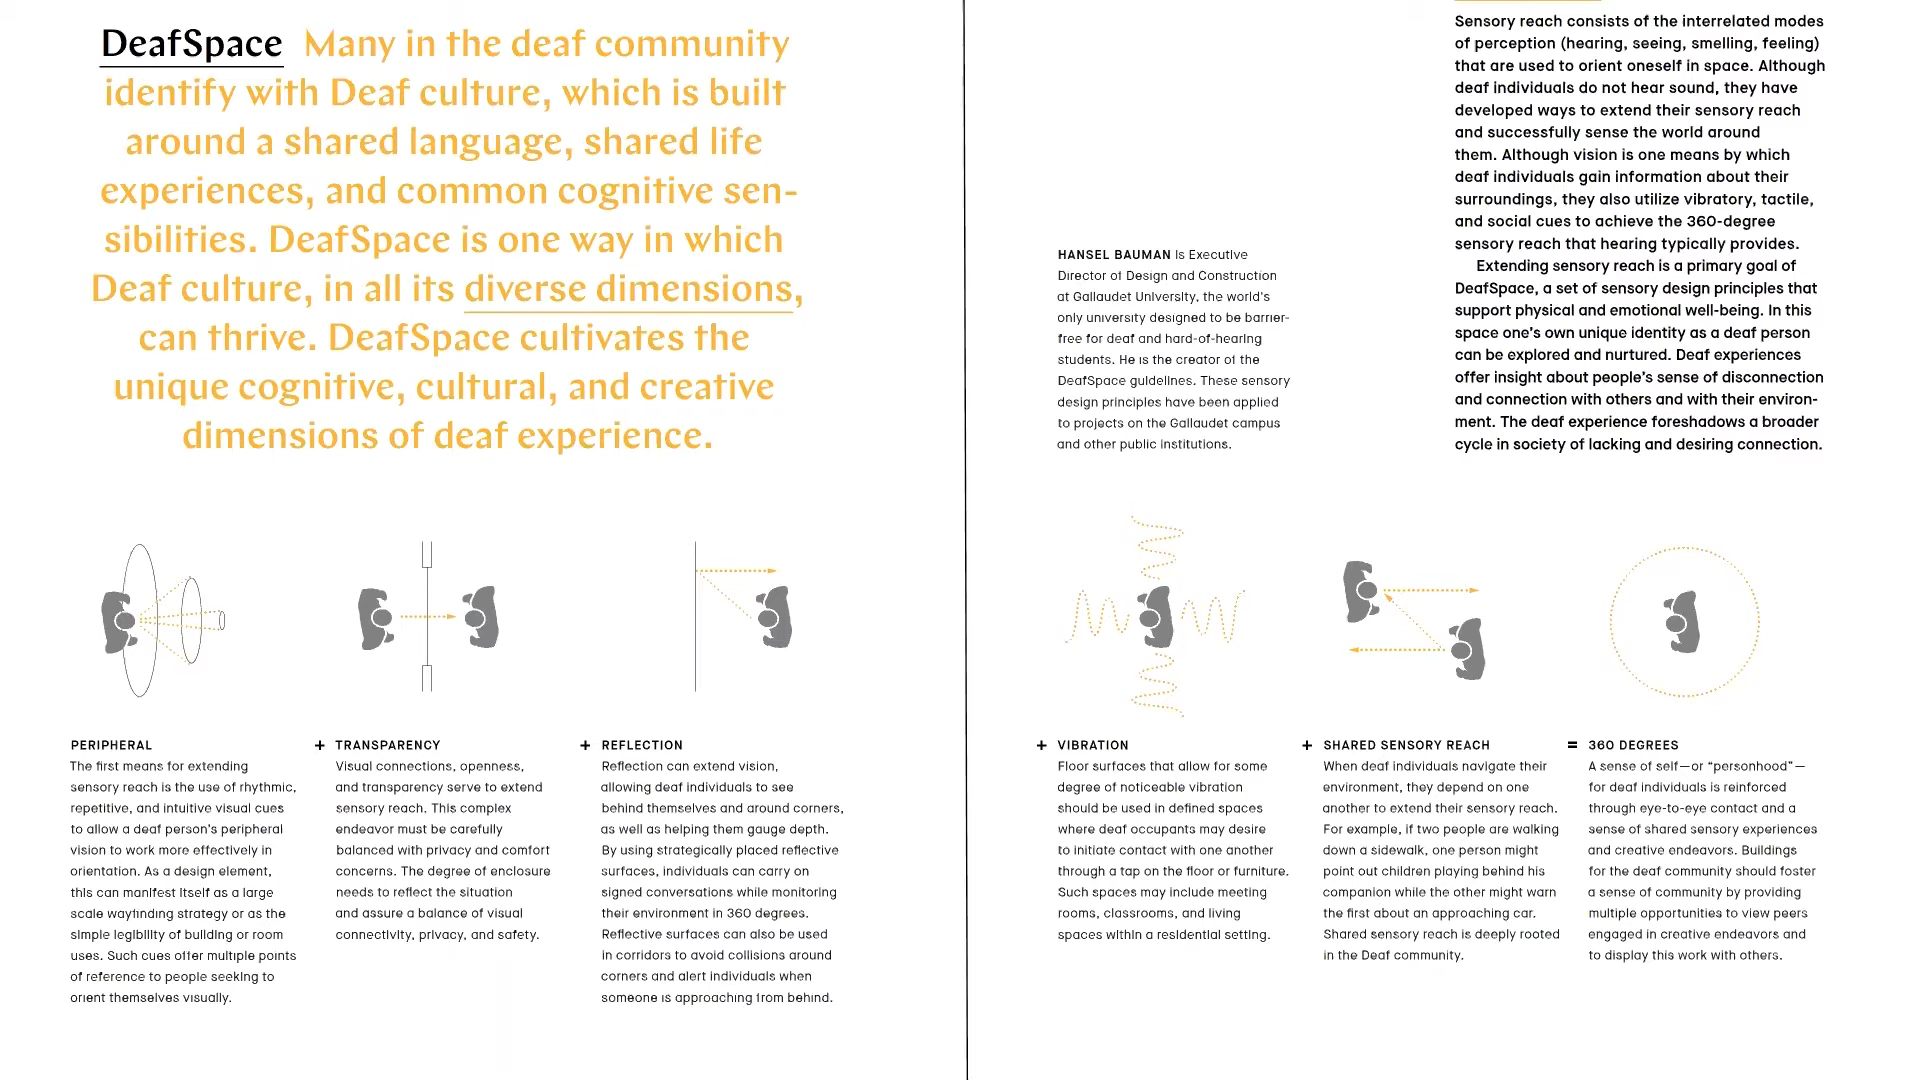 DeafSpace Many in the deaf community
identify with Deaf culture, which is built
around a shared language, shared life
experiences, and common cognitive sen-
sibilities. DeafSpace is one way in which
Deaf culture, in all its diverse dimensions,
can thrive. DeafSpace cultivates the
unique cognitive, cultural, and creative
dimensions of deaf experience.
PERIPHERAL
The first means for extending
sensory reach is the use of rhythmic,
repetitive, and intuitive visual cues
to allow a deaf person's peripheral
vision to work more effectively in
orientation. As a design element,
this can manifest itself as a large
scale wayfinding strategy or as the
simple legibility of building or room
uses. Such cues offer multiple points
of reference to people seeking to
orient themselves visually.
+ TRANSPARENCY
Visual connections, openness,
and transparency serve to extend
sensory reach. This complex
endeavor must be carefully
balanced with privacy and comfort
concerns. The degree of enclosure
needs to reflect the situation
and assure a balance of visual
connectivity, privacy, and safety.
+ REFLECTION
Reflection can extend vision,
allowing deaf individuals to see
behind themselves and around corners,
as well as helping them gauge depth.
By using strategically placed reflective
surfaces, individuals can carry on
signed conversations while monitoring
their environment in 360 degrees.
Reflective surfaces can also be used
in corridors to avoid collisions around
corners and alert individuals when
someone is approaching from behind.
HANSEL BAUMAN is Executive
Director of Design and Construction
at Gallaudet University, the world's
only university designed to be barrier-
free for deaf and hard-of-hearing
students. He is the creator of the
DeafSpace guidelines. These sensory
design principles have been applied
to projects on the Gallaudet campus
and other public institutions.
Sensory reach consists of the interrelated modes
of perception (hearing, seeing, smelling, feeling)
that are used to orient oneself in space. Although
deaf individuals do not hear sound, they have
developed ways to extend their sensory reach
and successfully sense the world around
them. Although vision is one means by which
deaf individuals gain information about their
surroundings, they also utilize vibratory, tactile,
and social cues to achieve the 360-degree
sensory reach that hearing typically provides.
Extending sensory reach is a primary goal of
DeafSpace, a set of sensory design principles that
support physical and emotional well-being. In this
space one's own unique identity as a deaf person
can be explored and nurtured. Deaf experiences
offer insight about people's sense of disconnection
and connection with others and with their environ-
ment. The deaf experience foreshadows a broader
cycle in society of lacking and desiring connection.
+ VIBRATION
Floor surfaces that allow for some
degree of noticeable vibration
should be used in defined spaces
where deaf occupants may desire
to initiate contact with one another
through a tap on the floor or furniture.
Such spaces may include meeting
rooms, classrooms, and living
spaces within a residential setting.
+ SHARED SENSORY REACH
When deaf individuals navigate their
environment, they depend on one
another to extend their sensory reach.
For example, if two people are walking
down a sidewalk, one person might
point out children playing behind his
companion while the other might warn
the first about an approaching car.
Shared sensory reach is deeply rooted
in the Deaf community.
= 360 DEGREES
A sense of self—or “personhood”—
for deaf individuals is reinforced
through eye-to-eye contact and a
sense of shared sensory experiences
and creative endeavors. Buildings
for the deaf community should foster
a sense of community by providing
multiple opportunities to view peers
engaged in creative endeavors and
to display this work with others.